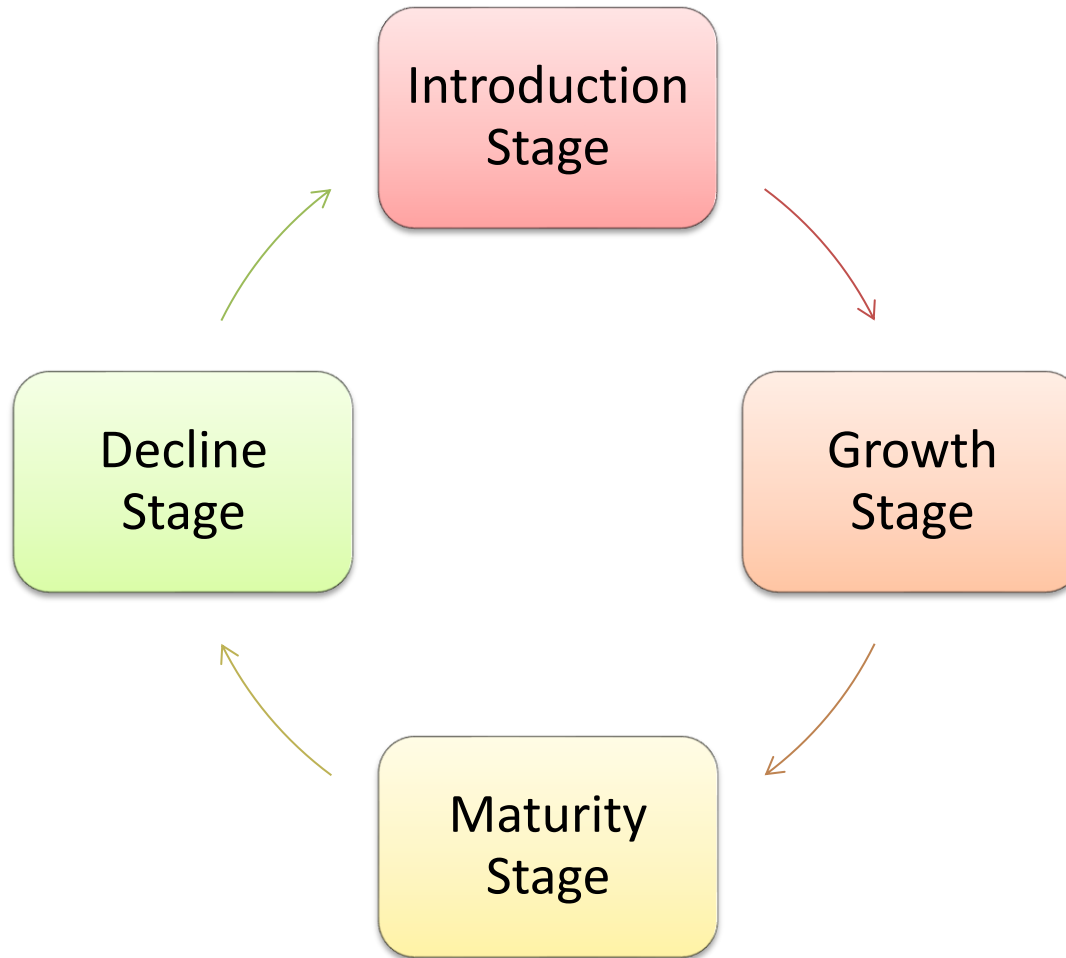 Introduction
Stage
Growth
Stage
Maturity
Stage
Decline
Stage